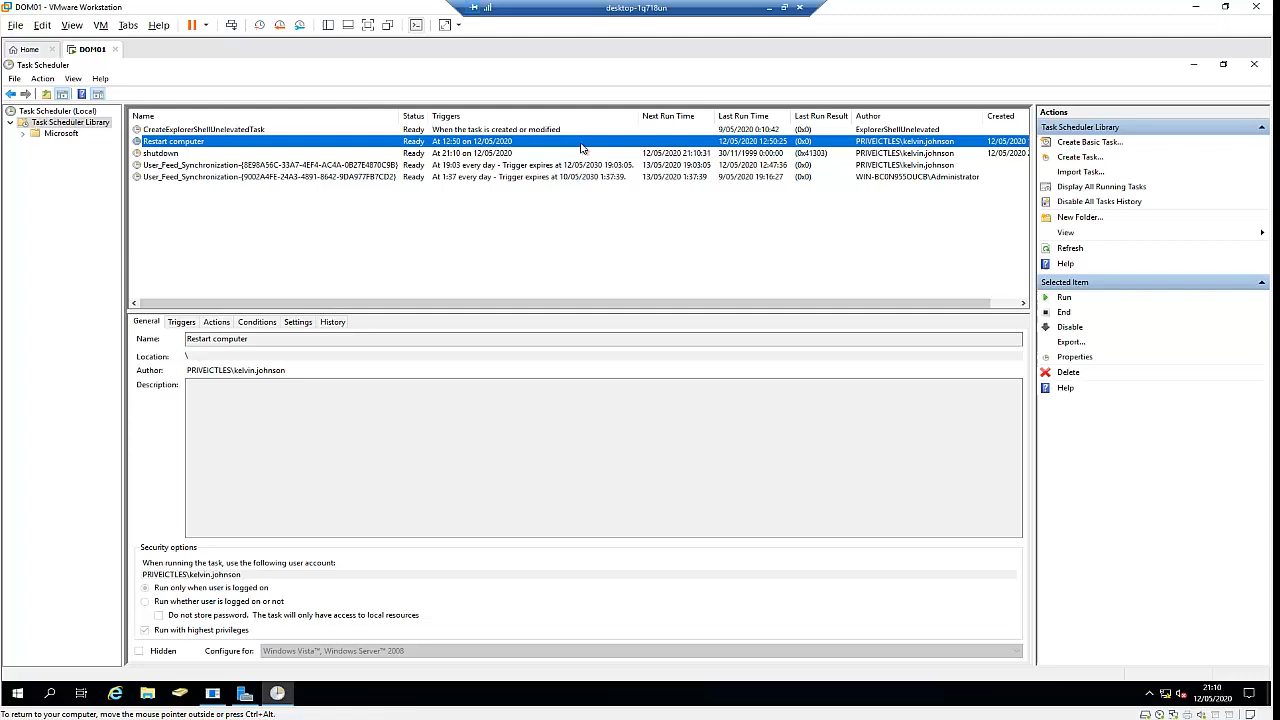 DOM01 - VMware Workstation
desktop-1q718un
File Edit View VM Tabs Help
Home DOM01
Task Scheduler
File Action View Help
Task Scheduler (Local)
Task Scheduler Library
Microsoft
Name Status Triggers Next Run Time Last Run Time Last Run Result Author Created
CreateExplorerShellUnelevatedTask Ready When the task is created or modified 9/05/2020 0:10:42 (0x0) ExplorerShellUnelevated
Restart computer Ready At 12:50 on 12/05/2020 12/05/2020 12:50:25 (0x0) PRIVEICTLES\kelvin.johnson 12/05/2020
shutdown Ready At 21:10 on 12/05/2020 12/05/2020 21:10:31 30/11/1999 0:00:00 (0x41303) PRIVEICTLES\kelvin.johnson 12/05/2020
User_Feed_Synchronization-{8E98A56C-33A7-4EF4-AC4A-0B27E4870C9B} Ready At 19:03 every day - Trigger expires at 12/05/2030 19:03:05. 13/05/2020 19:03:05 12/05/2020 12:47:36 (0x0) PRIVEICTLES\kelvin.johnson
User_Feed_Synchronization-{9002A4FE-24A3-4891-8642-9DA977FB7CD2} Ready At 1:37 every day - Trigger expires at 10/05/2030 1:37:39. 13/05/2020 1:37:39 9/05/2020 19:16:27 (0x0) WIN-BC0N955OUCB\Administrator
General Triggers Actions Conditions Settings History
Name: Restart computer
Location: \
Author: PRIVEICTLES\kelvin.johnson
Description:
Security options
When running the task, use the following user account:
PRIVEICTLES\kelvin.johnson
Run only when user is logged on
Run whether user is logged on or not
Do not store password. The task will only have access to local resources
Run with highest privileges
Hidden Configure for: Windows Vista™, Windows Server™ 2008
Actions
Task Scheduler Library
Create Basic Task...
Create Task...
Import Task...
Display All Running Tasks
Disable All Tasks History
New Folder...
View
Refresh
Help
Selected Item
Run
End
Disable
Export...
Properties
Delete
Help
21:10
12/05/2020
To return to your computer, move the mouse pointer outside or press Ctrl+Alt.